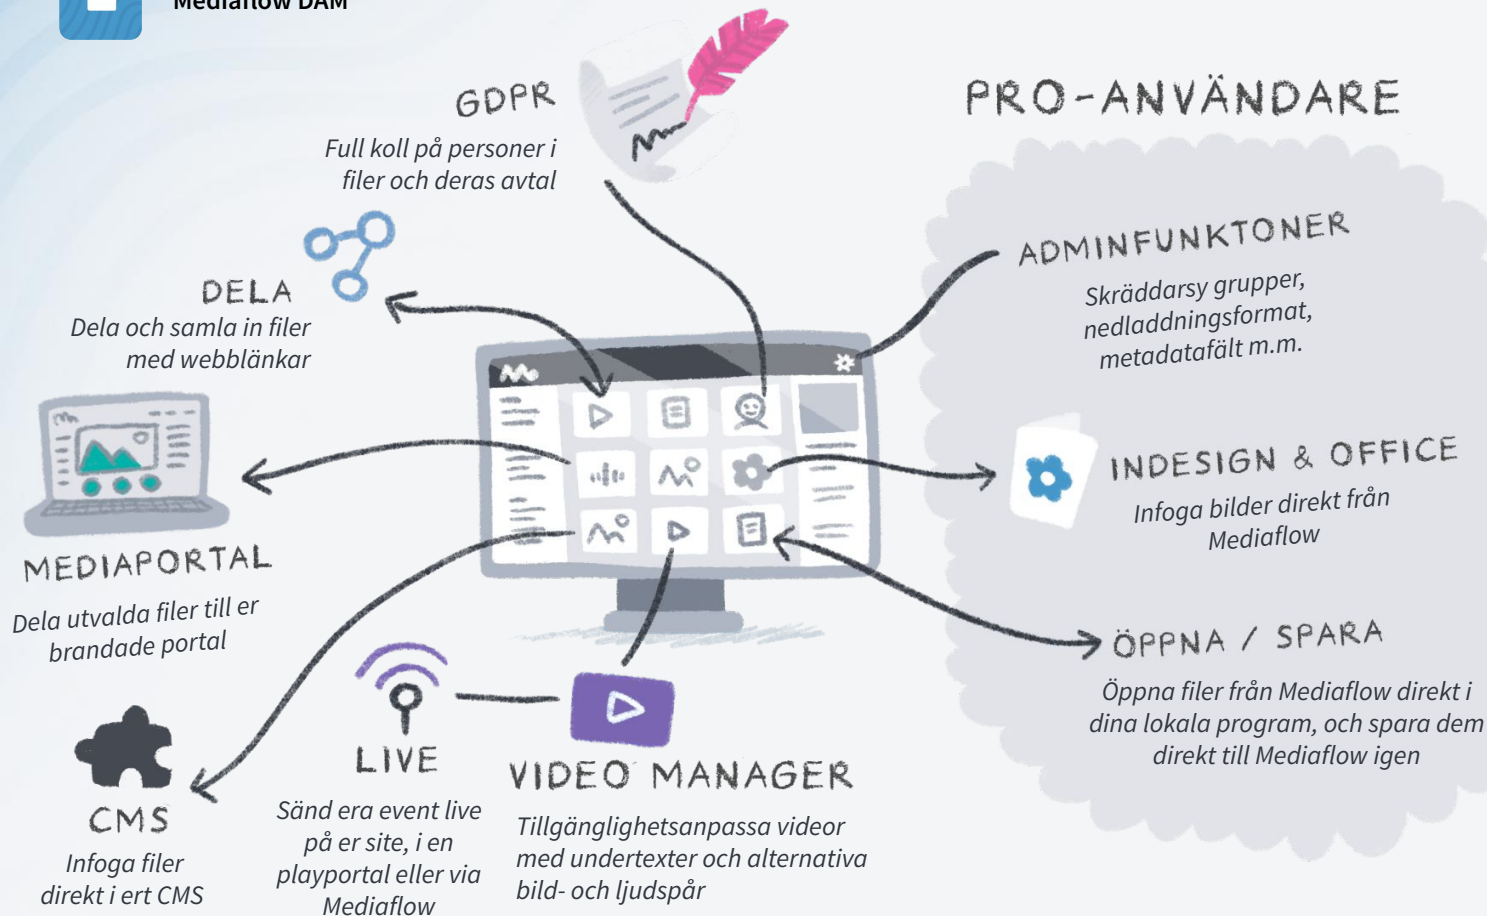 Mediaflow DAM
GDPR
Full koll på personer i
filer och deras avtal
DELA
Dela och samla in filer
med webblänkar
MEDIAPORTAL
Dela utvalda filer till er
brandade portal
CMS
Infoga filer
direkt i ert CMS
LIVE
Sänd era event live
på er site, i en
playportal eller via
Mediaflow
VIDEO MANAGER
Tillgänglighetsanpassa videor
med undertexter och alternativa
bild- och ljudspår
PRO-ANVÄNDARE
ADMINFUNKTONER
Skräddarsy grupper,
nedladdningsformat,
metadatafält m.m.
INDESIGN & OFFICE
Infoga bilder direkt från
Mediaflow
ÖPPNA / SPARA
Öppna filer från Mediaflow direkt i
dina lokala program, och spara dem
direkt till Mediaflow igen